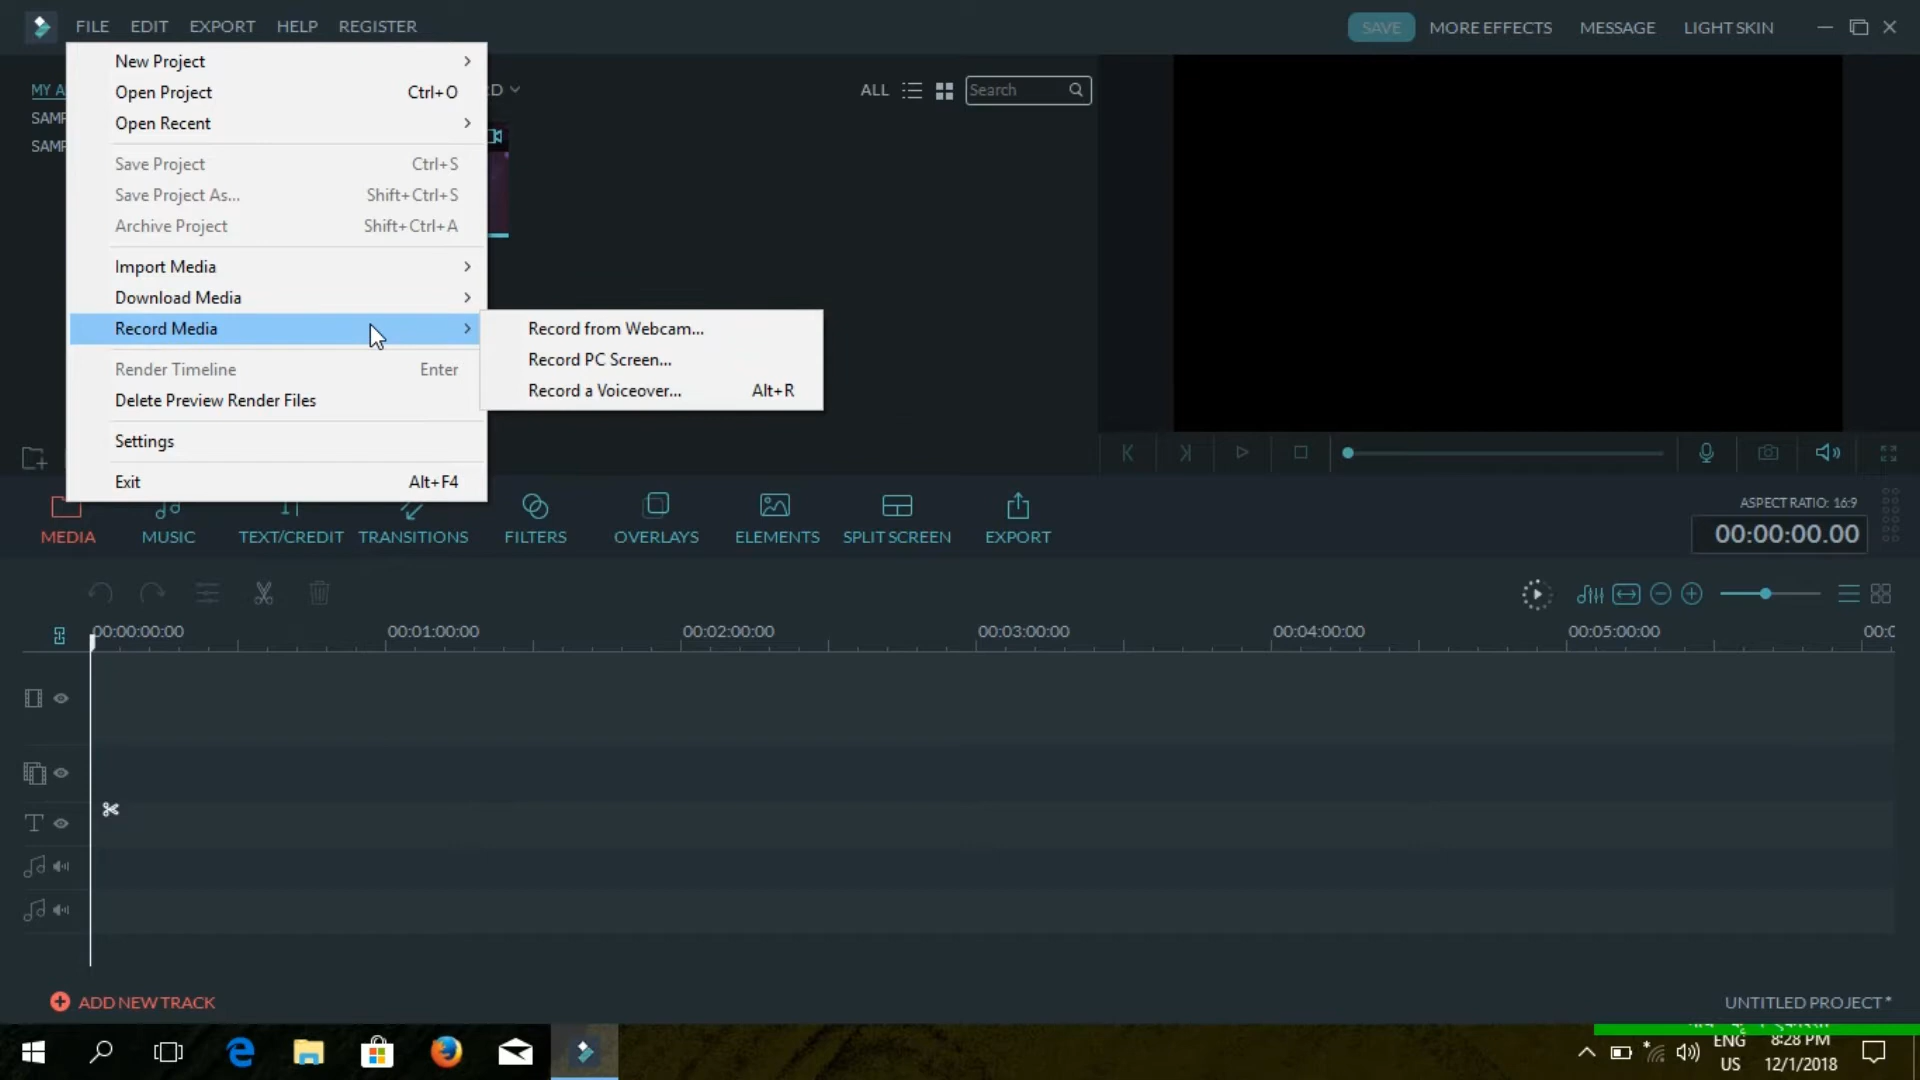 FILE EDIT EXPORT HELP REGISTER
SAVE MORE EFFECTS MESSAGE LIGHT SKIN
New Project
Open Project Ctrl+O
Open Recent
Save Project Ctrl+S
Save Project As... Shift+Ctrl+S
Archive Project Shift+Ctrl+A
Import Media
Download Media
Record Media
Render Timeline Enter
Delete Preview Render Files
Settings
Exit Alt+F4
Record from Webcam...
Record PC Screen...
Record a Voiceover... Alt+R
MY A
SAMP
SAMP
D
ALL Search
MEDIA MUSIC TEXT/CREDIT TRANSITIONS FILTERS OVERLAYS ELEMENTS SPLIT SCREEN EXPORT
ASPECT RATIO: 16:9
00:00:00.00
00:00:00:00 00:01:00:00 00:02:00:00 00:03:00:00 00:04:00:00 00:05:00:00 00:0
T
ADD NEW TRACK
UNTITLED PROJECT *
ENG 8:28 PM
US 12/1/2018